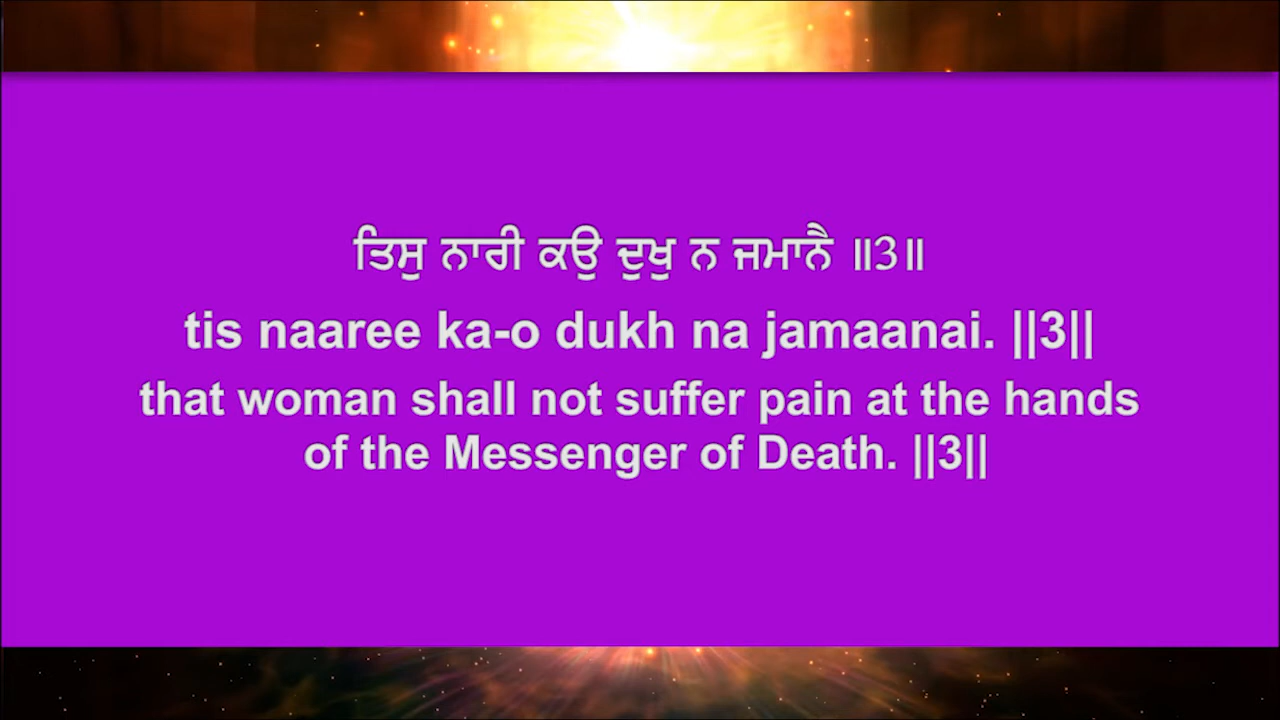 ਤਿਸੁ ਨਾਰੀ ਕਉ ਦੁਖੁ ਨ ਜਮਾਨੈ ॥3॥
tis naaree ka-o dukh na jamaanai. ||3||
that woman shall not suffer pain at the hands
of the Messenger of Death. ||3||